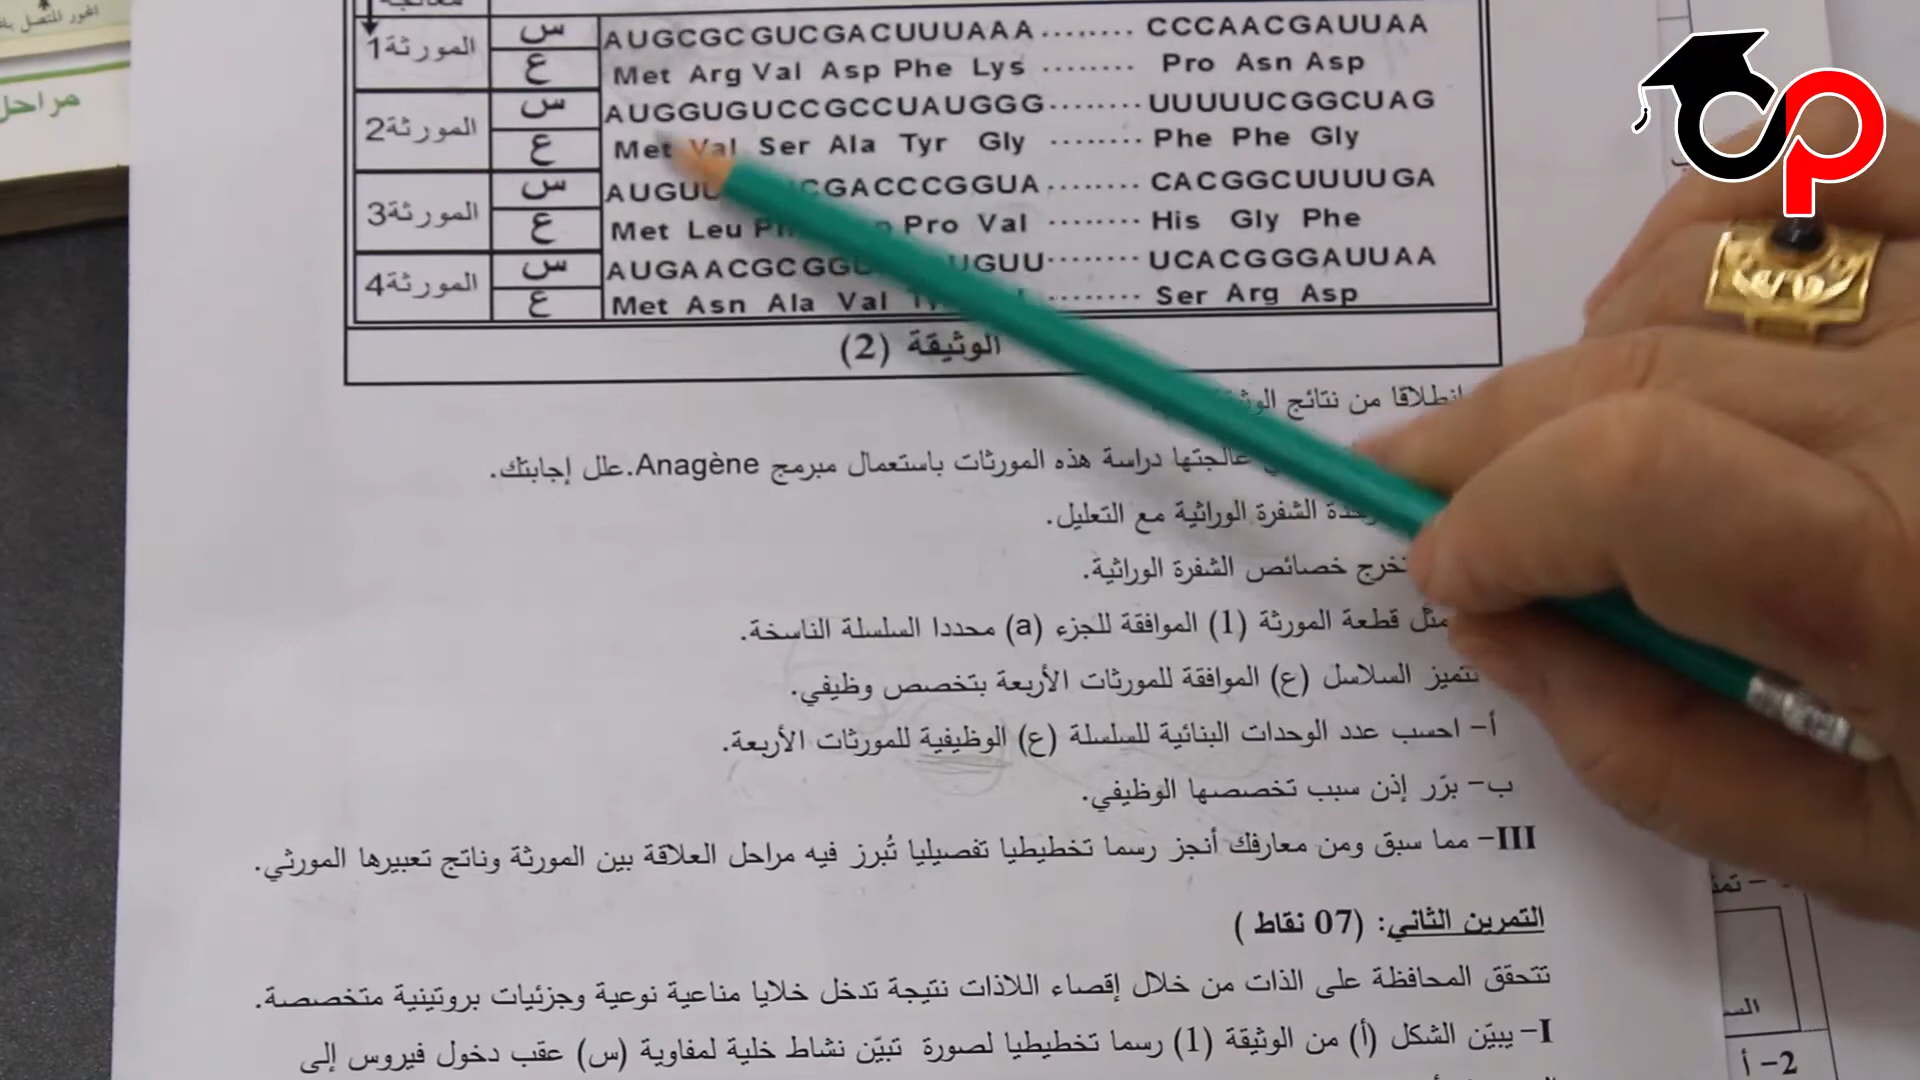 المحور المتصل
مراحل
المورثة1 س AUGCGCGUCGACUUUAAA ........ CCCAACGAUUAA
ع Met Arg Val Asp Phe Lys ........ Pro Asn Asp
المورثة2 س AUGGUGUCCGCCUAUGGG ........ UUUUUCGGCUAG
ع Met Val Ser Ala Tyr Gly ........ Phe Phe Gly
المورثة3 س CGACCCGGUA ........ CACGGCUUUUGA
ع Met Leu Pro Val ........ His Gly Phe
المورثة4 س UGUU ........ UCACGGGAUUAA
ع Met Asn Ala Val ........ Ser Arg Asp
الوثيقة (2)
انطلاقا من نتائج
عالجتها دراسة هذه المورثات باستعمال مبرمج Anagène. علل إجابتك.
الشفرة الوراثية مع التعليل.
خصائص الشفرة الوراثية.
قطعة المورثة (1) الموافقة للجزء (a) محددا السلسلة الناسخة.
تتميز السلاسل (ع) الموافقة للمورثات الأربعة بتخصص وظيفي.
أ- احسب عدد الوحدات البنائية للسلسلة (ع) الوظيفية للمورثات الأربعة.
ب- برّر إذن سبب تخصصها الوظيفي.
III- مما سبق ومن معارفك أنجز رسما تخطيطيا تفصيليا تُبرز فيه مراحل العلاقة بين المورثة وناتج تعبيرها المورثي.
التمرين الثاني: (07 نقاط )
تتحقق المحافظة على الذات من خلال إقصاء اللاذات نتيجة تدخل خلايا مناعية نوعية وجزئيات بروتينية متخصصة.
I- يبيّن الشكل (أ) من الوثيقة (1) رسما تخطيطيا لصورة تبيّن نشاط خلية لمفاوية (س) عقب دخول فيروس إلى
2- أ